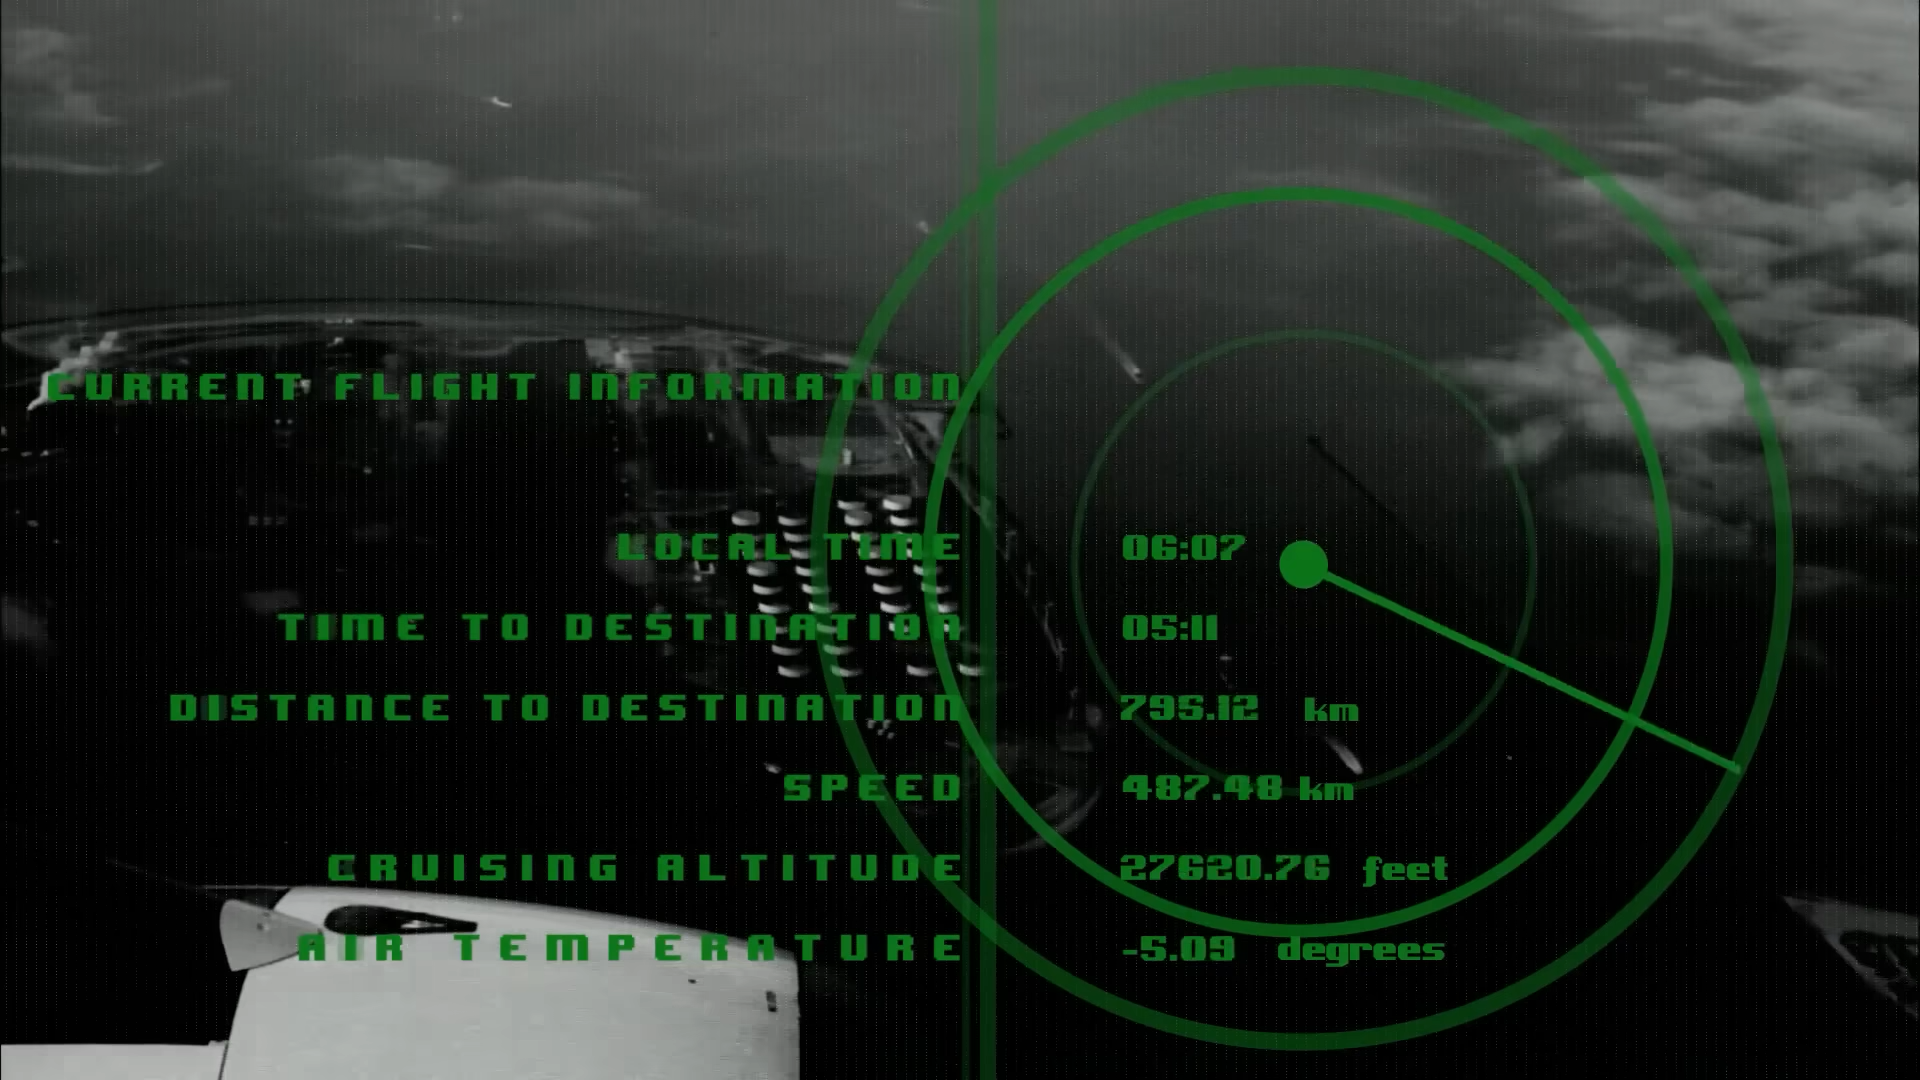 CURRENT FLIGHT INFORMATION
LOCAL TIME 06:07
TIME TO DESTINATION 05:11
DISTANCE TO DESTINATION 795.12 km
SPEED 487.48 km
CRUISING ALTITUDE 27620.76 feet
AIR TEMPERATURE -5.09 degrees